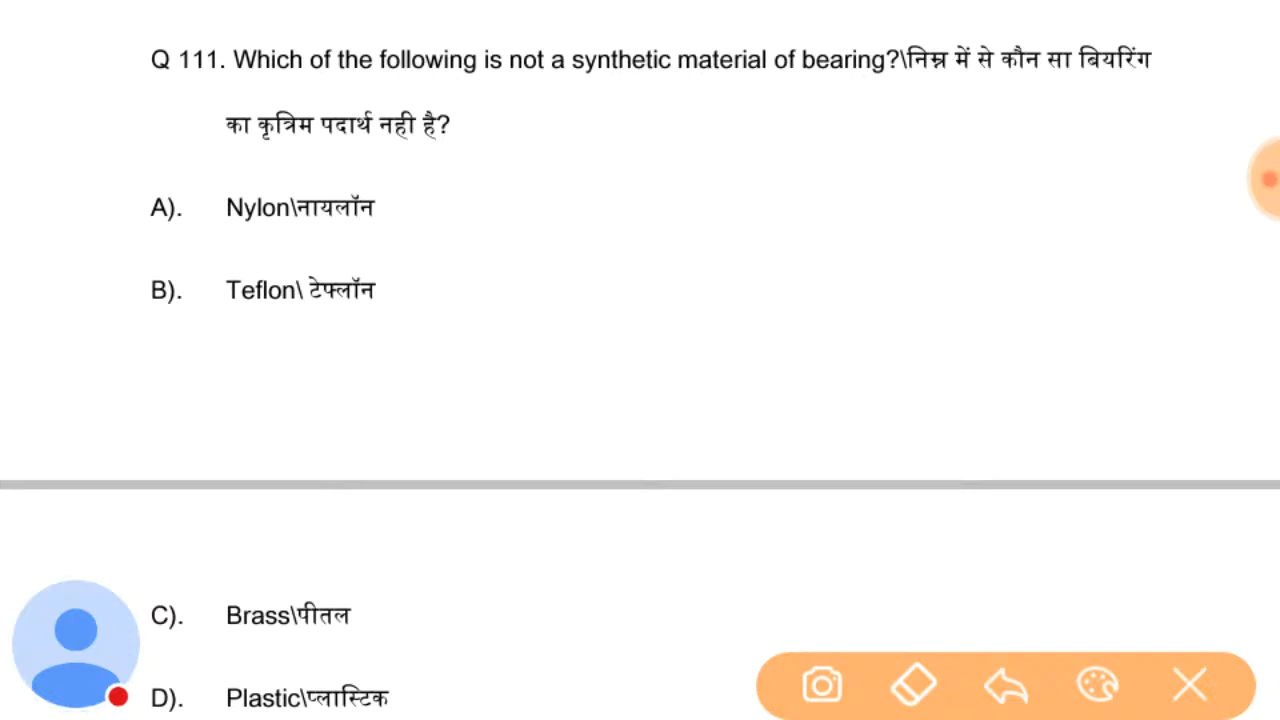 Q 111. Which of the following is not a synthetic material of bearing?\निम्न में से कौन सा बियरिंग
का कृत्रिम पदार्थ नही है?
A). Nylon\नायलॉन
B). Teflon\ टेफ्लॉन
C). Brass\पीतल
D). Plastic\प्लास्टिक